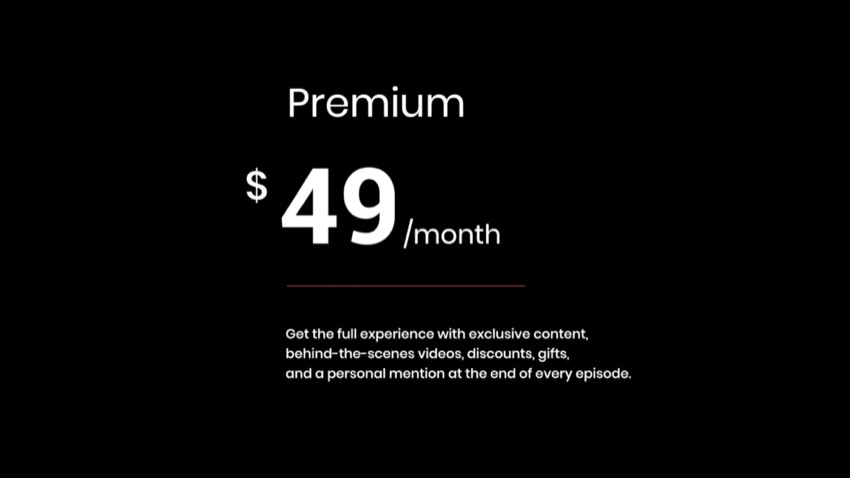 Premium
$49/month
Get the full experience with exclusive content,
behind-the-scenes videos, discounts, gifts,
and a personal mention at the end of every episode.